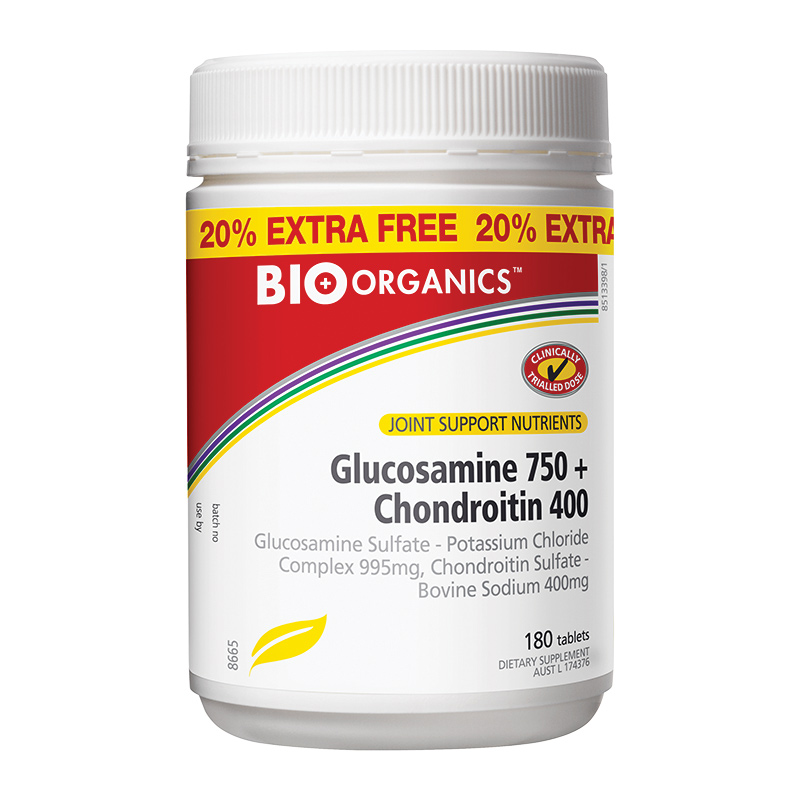 20% EXTRA FREE 20% EXTRA
BIO ORGANICS™
8513398/1
CLINICALLY
TRIALLED DOSE
JOINT SUPPORT NUTRIENTS
Glucosamine 750 +
Chondroitin 400
Glucosamine Sulfate - Potassium Chloride
Complex 995mg, Chondroitin Sulfate -
Bovine Sodium 400mg
batch no
use by
180 tablets
DIETARY SUPPLEMENT
AUST L 174376
8665